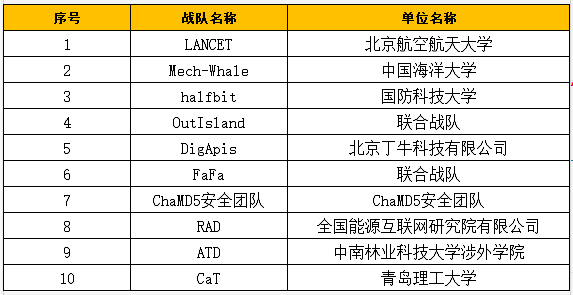 序号 战队名称 单位名称
1 LANCET 北京航空航天大学
2 Mech-Whale 中国海洋大学
3 halfbit 国防科技大学
4 OutIsland 联合战队
5 DigApis 北京丁牛科技有限公司
6 FaFa 联合战队
7 ChaMD5安全团队 ChaMD5安全团队
8 RAD 全国能源互联网研究院有限公司
9 ATD 中南林业科技大学涉外学院
10 CaT 青岛理工大学